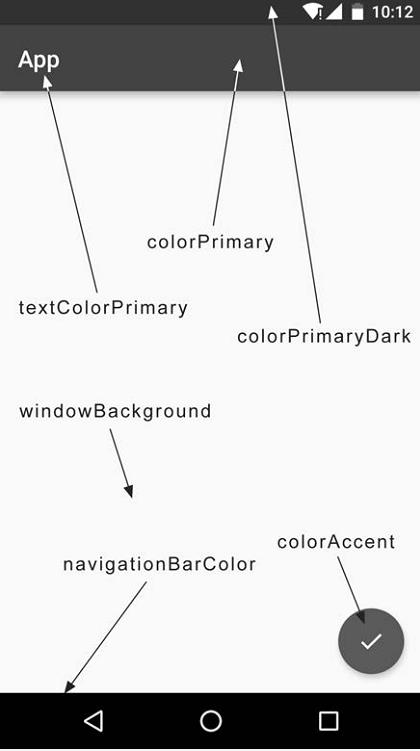 10:12
App
colorPrimary
textColorPrimary
colorPrimaryDark
windowBackground
colorAccent
navigationBarColor